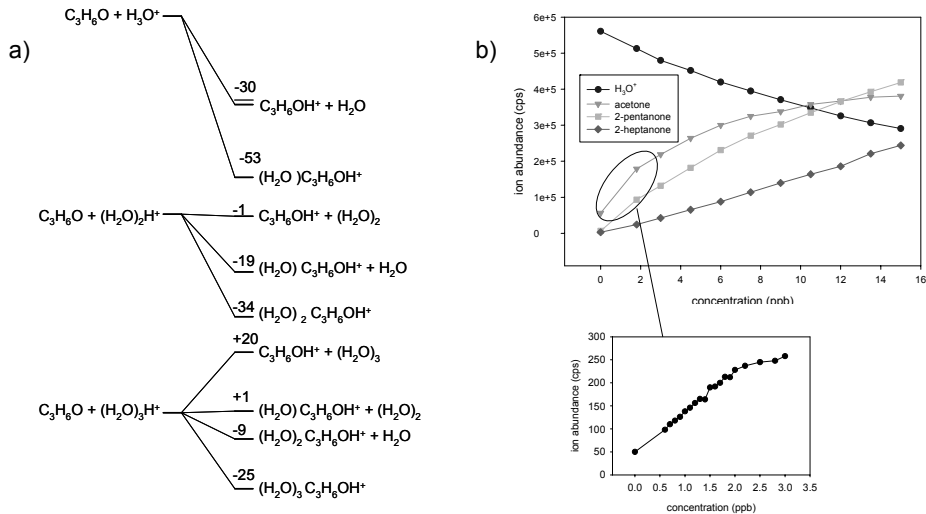 a)
C₃H₆O + H₃O⁺
-30
C₃H₆OH⁺ + H₂O
-53
(H₂O )C₃H₆OH⁺
C₃H₆O + (H₂O)₂H⁺
-1
C₃H₆OH⁺ + (H₂O)₂
-19
(H₂O) C₃H₆OH⁺ + H₂O
-34
(H₂O) ₂ C₃H₆OH⁺
C₃H₆O + (H₂O)₃H⁺
+20
C₃H₆OH⁺ + (H₂O)₃
+1
(H₂O) C₃H₆OH⁺ + (H₂O)₂
-9
(H₂O)₂ C₃H₆OH⁺ + H₂O
-25
(H₂O)₃ C₃H₆OH⁺
b)
ion abundance (cps)
6e+5
5e+5
4e+5
3e+5
2e+5
1e+5
0
H₃O⁺
acetone
2-pentanone
2-heptanone
0 2 4 6 8 10 12 14 16
concentration (ppb)
ion abundance (cps)
300
250
200
150
100
50
0
0.0 0.5 1.0 1.5 2.0 2.5 3.0 3.5
concentration (ppb)